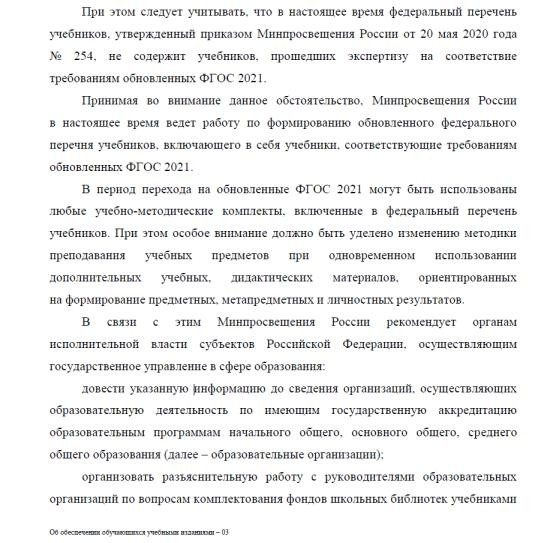 При этом следует учитывать, что в настоящее время федеральный перечень
учебников, утвержденный приказом Минпросвещения России от 20 мая 2020 года
№ 254, не содержит учебников, прошедших экспертизу на соответствие
требованиям обновленных ФГОС 2021.
Принимая во внимание данное обстоятельство, Минпросвещения России
в настоящее время ведет работу по формированию обновленного федерального
перечня учебников, включающего в себя учебники, соответствующие требованиям
обновленных ФГОС 2021.
В период перехода на обновленные ФГОС 2021 могут быть использованы
любые учебно-методические комплекты, включенные в федеральный перечень
учебников. При этом особое внимание должно быть уделено изменению методики
преподавания учебных предметов при одновременном использовании
дополнительных учебных, дидактических материалов, ориентированных
на формирование предметных, метапредметных и личностных результатов.
В связи с этим Минпросвещения России рекомендует органам
исполнительной власти субъектов Российской Федерации, осуществляющим
государственное управление в сфере образования:
довести указанную информацию до сведения организаций, осуществляющих
образовательную деятельность по имеющим государственную аккредитацию
образовательным программам начального общего, основного общего, среднего
общего образования (далее – образовательные организации);
организовать разъяснительную работу с руководителями образовательных
организаций по вопросам комплектования фондов школьных библиотек учебниками
Об обеспечении обучающихся учебными изданиями – 03